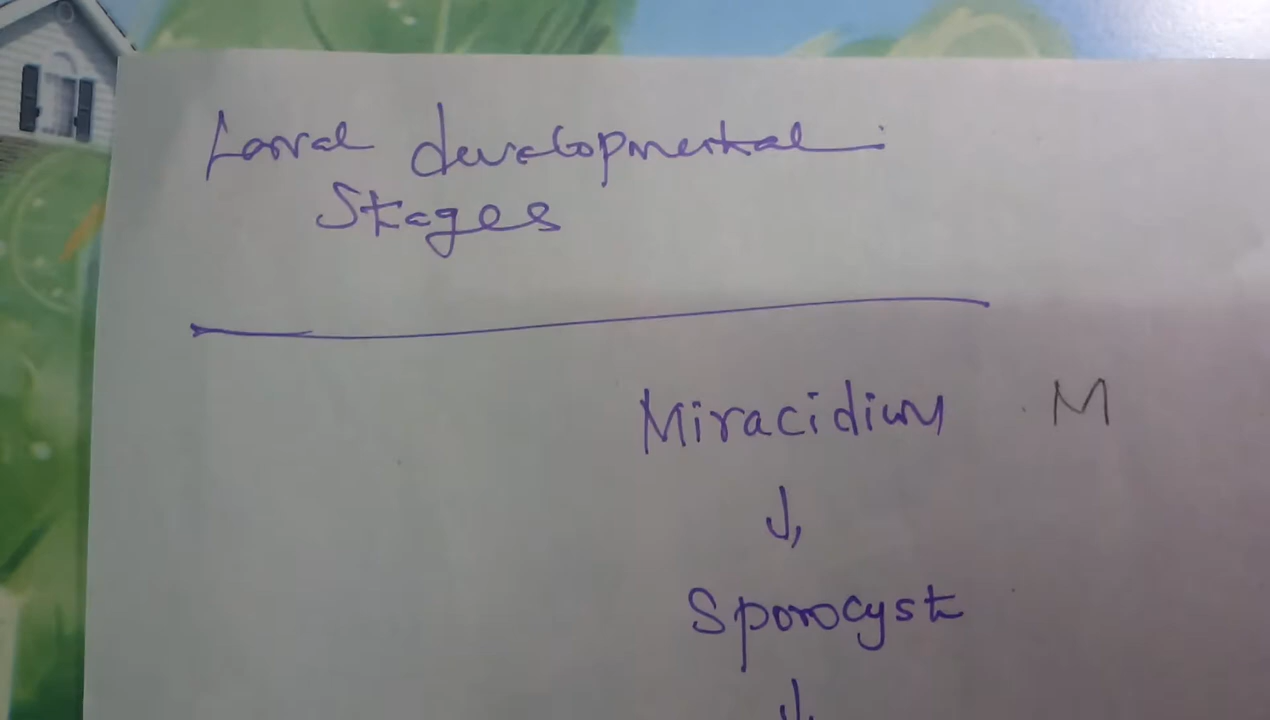 Larval developmental
Stages
Miracidium M
↓
Sporocyst
↓